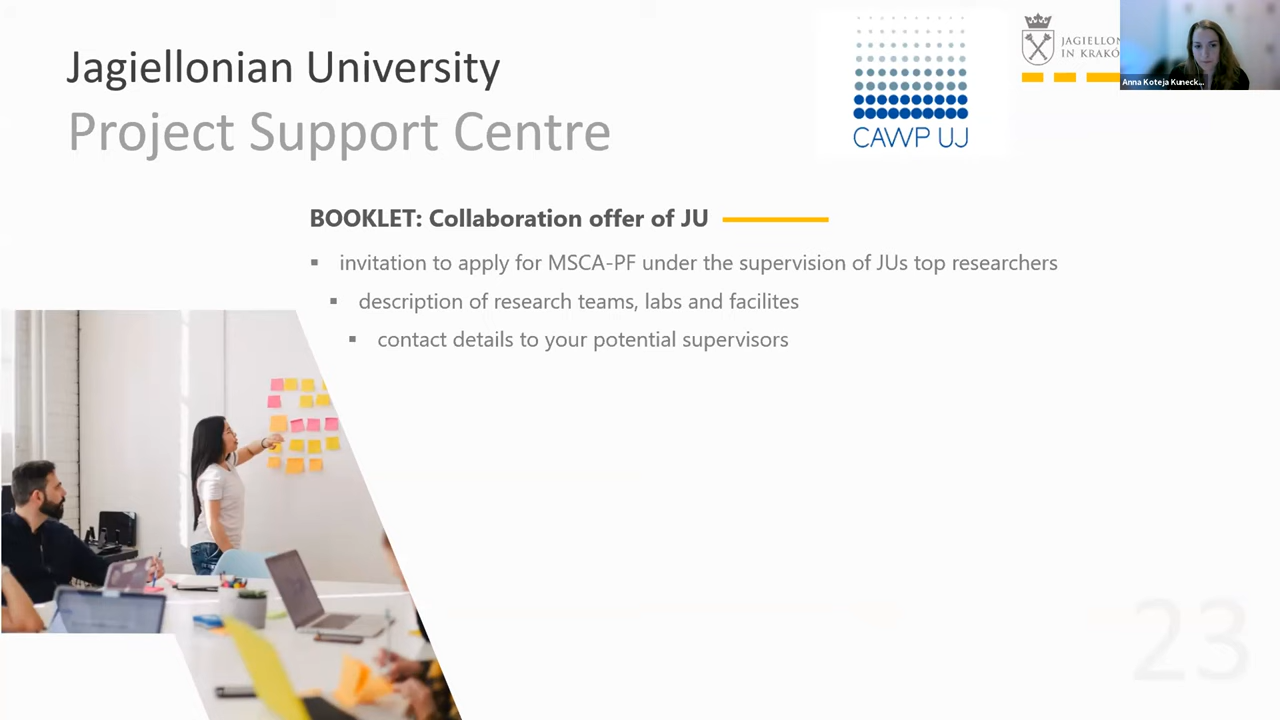 Jagiellonian University
Project Support Centre
CAWP UJ
JAGIELLON
IN KRAKÓ
Anna Koteja Kuneck...
BOOKLET: Collaboration offer of JU
▪ invitation to apply for MSCA-PF under the supervision of JUs top researchers
▪ description of research teams, labs and facilites
▪ contact details to your potential supervisors
23